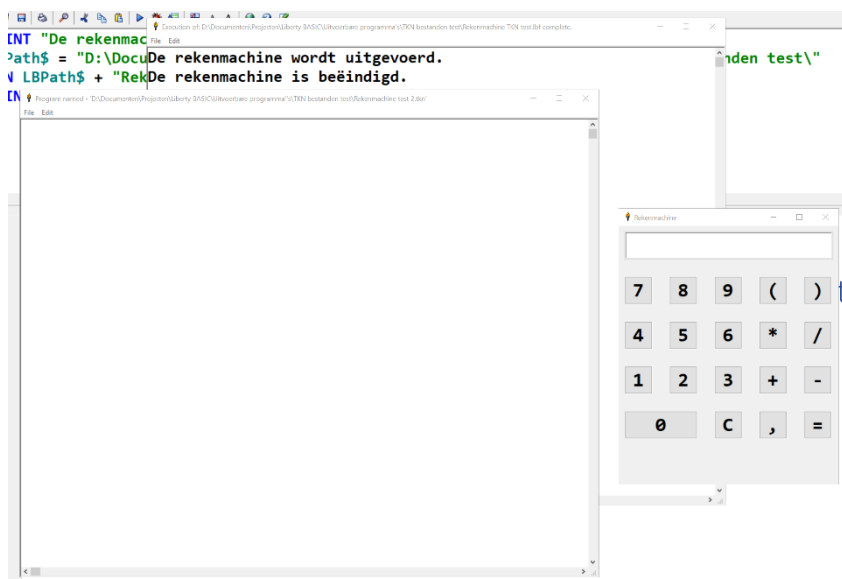 INT "De rekenmac
Path$ = "D:\Docu
nden test\"
N LBPath$ + "Rek
IN
Execution of: D:\Documenten\Projecten\Liberty BASIC\Uitvoerbare programma's\TKN bestanden test\Rekenmachine TKN test.lbf complete.
File Edit
De rekenmachine wordt uitgevoerd.
De rekenmachine is beëindigd.
Program named - 'D:\Documenten\Projecten\Liberty BASIC\Uitvoerbare programma's\TKN bestanden test\Rekenmachine test 2.tkn'
File Edit
Rekenmachine
7 8 9 ( )
4 5 6 * /
1 2 3 + -
0 C , =
t